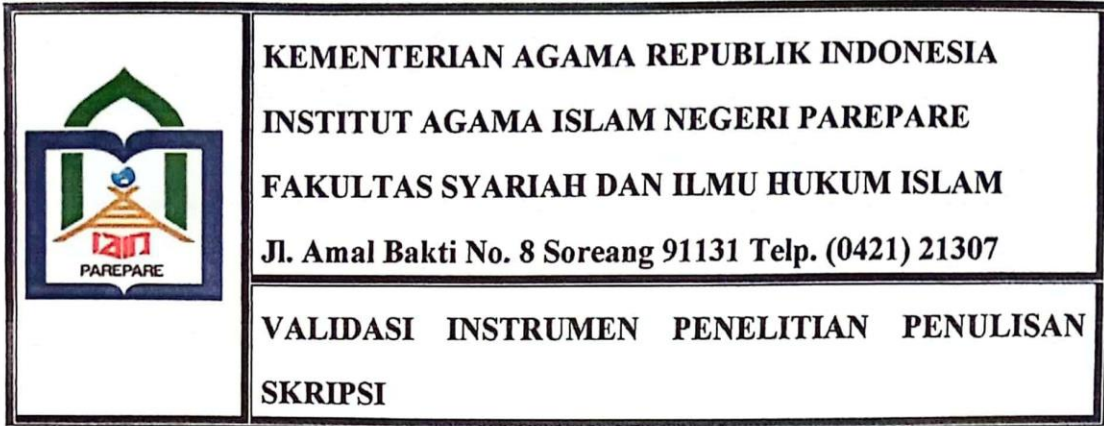 IAIN
PAREPARE
KEMENTERIAN AGAMA REPUBLIK INDONESIA
INSTITUT AGAMA ISLAM NEGERI PAREPARE
FAKULTAS SYARIAH DAN ILMU HUKUM ISLAM
Jl. Amal Bakti No. 8 Soreang 91131 Telp. (0421) 21307
VALIDASI INSTRUMEN PENELITIAN PENULISAN
SKRIPSI